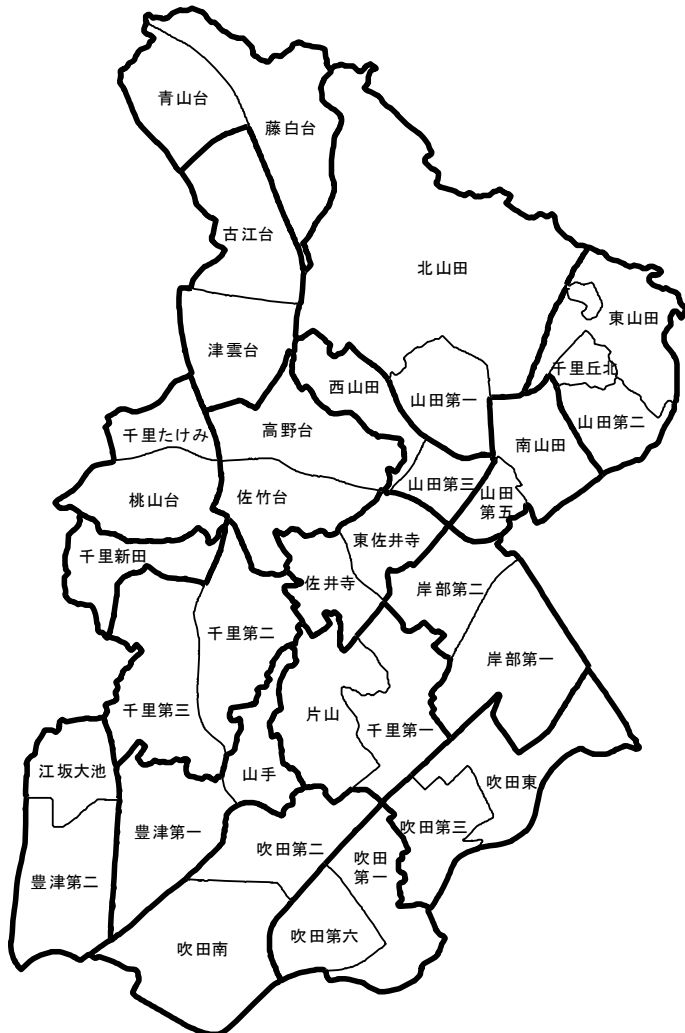 青山台
藤白台
古江台
北山田
東山田
津雲台
千里丘北
西山田
山田第一
山田第二
高野台
千里たけみ
南山田
山田第三
山田
第五
桃山台
佐竹台
東佐井寺
千里新田
佐井寺
岸部第二
千里第二
岸部第一
千里第三
片山
千里第一
江坂大池
山手
吹田東
豊津第一
吹田第三
吹田第二
吹田
第一
豊津第二
吹田南
吹田第六